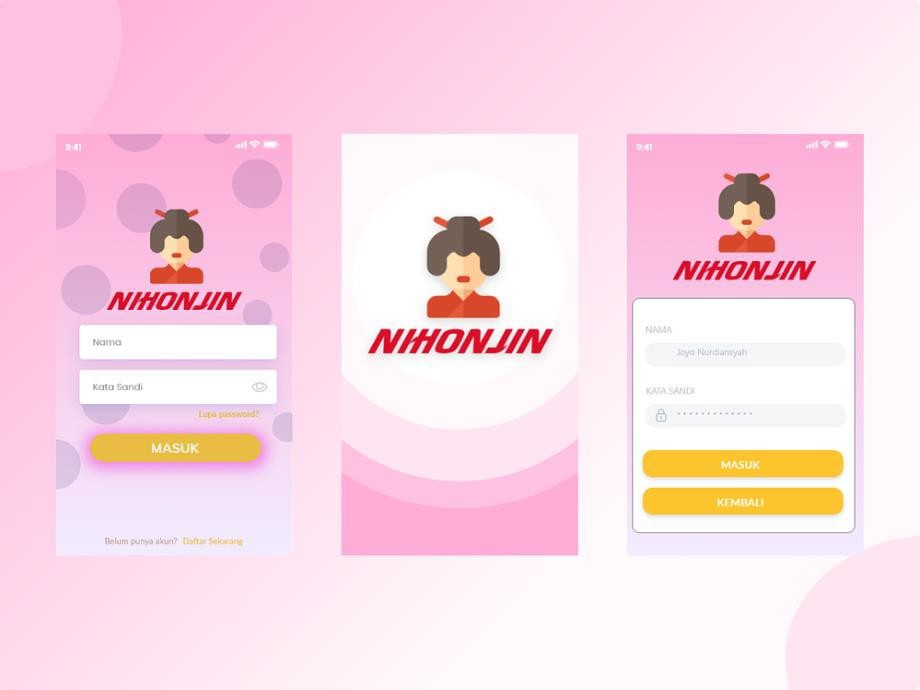 9:41
NIHONJIN
Nama
Kata Sandi
Lupa password?
MASUK
Belum punya akun? Daftar Sekarang
NIHONJIN
9:41
NIHONJIN
NAMA
Joyo Nurdiansyah
KATA SANDI
MASUK
KEMBALI